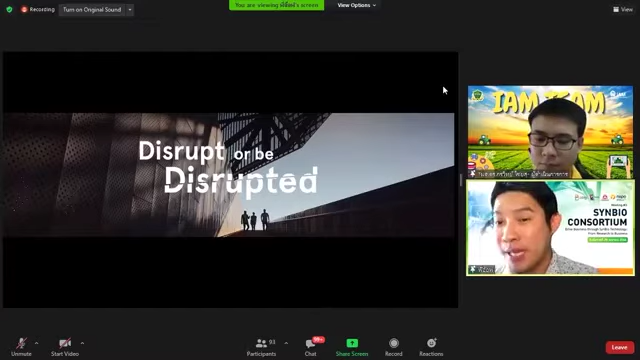 Recording
Turn on Original Sound
You are viewing
screen
View Options
View
Disrupt or be
Disrupted
IAM TEAM
SYNBIO
CONSORTIUM
Unmute
Start Video
93
Participants
99+
Chat
Share Screen
Record
Reactions
Leave